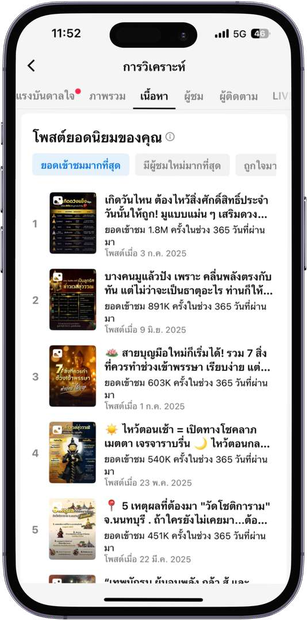 11:52
5G 46
การวิเคราะห์
แรงบันดาลใจ ภาพรวม เนื้อหา ผู้ชม ผู้ติดตาม LIV
โพสต์ยอดนิยมของคุณ
ยอดเข้าชมมากที่สุด มีผู้ชมใหม่มากที่สุด ถูกใจมา
1
เกิดวันไหน ต้องไหว้สิ่งศักดิ์สิทธิ์ประจำ
วันนั้นให้ถูก! มูแบบแม่น ๆ เสริมดวง...
ยอดเข้าชม 1.8M ครั้งในช่วง 365 วันที่ผ่าน
มา
โพสต์เมื่อ 3 ก.ค. 2025
2
บางคนมูแล้วปัง เพราะ คลื่นพลังตรงกับ
ทัน แต่ไม่ว่าจะเป็นธาตุอะไร ท่านก็ให้...
ยอดเข้าชม 891K ครั้งในช่วง 365 วันที่ผ่าน
มา
โพสต์เมื่อ 9 มิ.ย. 2025
3
🪷 สายบุญมือใหม่ก็เริ่มได้! รวม 7 สิ่ง
ที่ควรทำช่วงเข้าพรรษา เรียบง่าย แต่...
ยอดเข้าชม 603K ครั้งในช่วง 365 วันที่ผ่าน
มา
โพสต์เมื่อ 1 ก.ค. 2025
4
☀️ ไหว้ตอนเช้า = เปิดทางโชคลาภ
เมตตา เจรจาราบรื่น 🌙 ไหว้ตอนกล...
ยอดเข้าชม 540K ครั้งในช่วง 365 วันที่ผ่าน
มา
โพสต์เมื่อ 23 พ.ค. 2025
5
📍 5 เหตุผลที่ต้องมา "วัดโชติการาม"
จ.นนทบุรี . ถ้าใครยังไม่เคยมา...ต้อ...
ยอดเข้าชม 451K ครั้งในช่วง 365 วันที่ผ่าน
มา
โพสต์เมื่อ 22 มี.ค. 2025